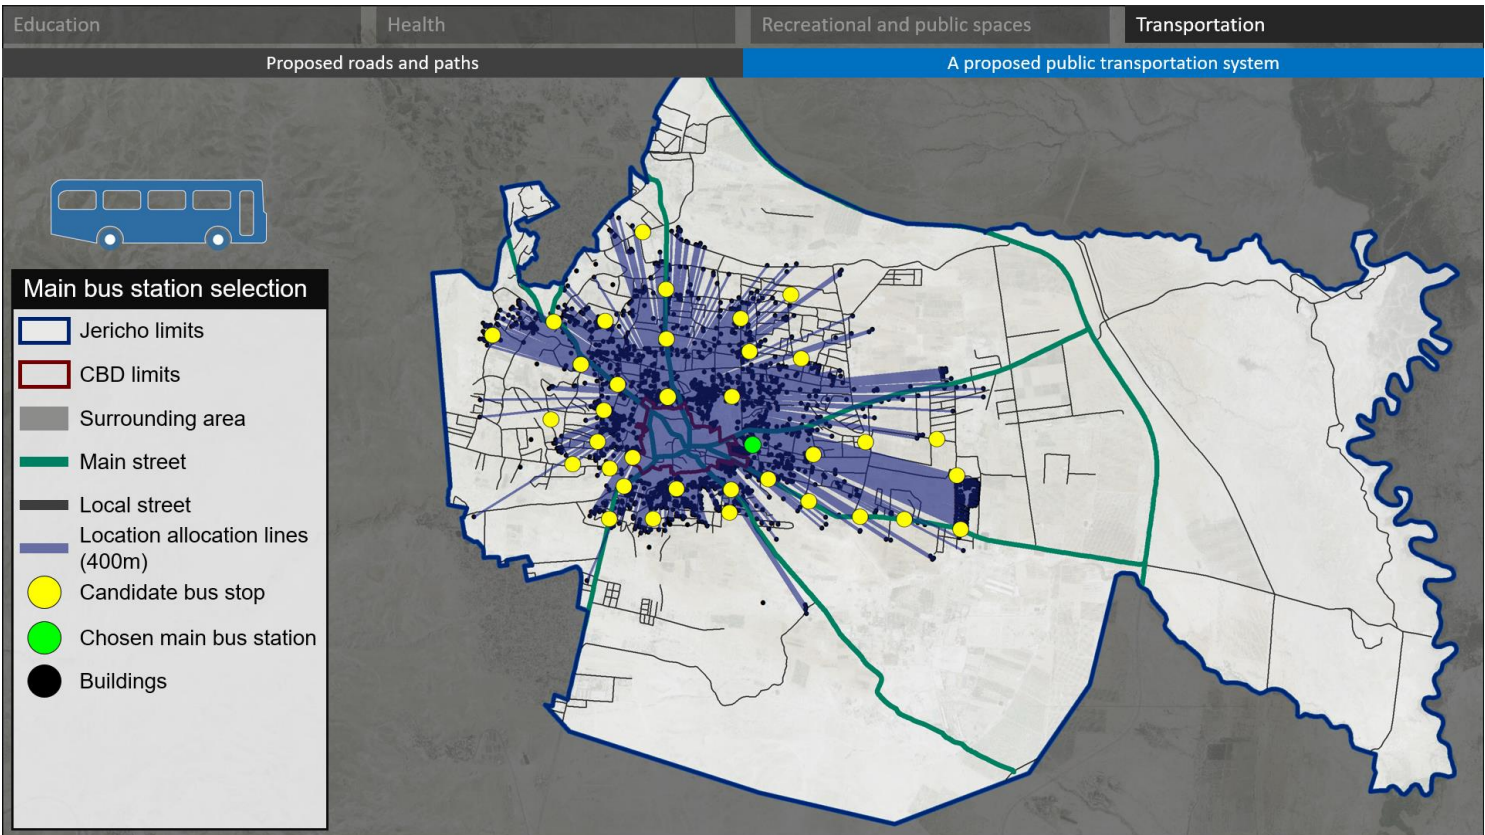 Education
Health
Recreational and public spaces
Transportation
Proposed roads and paths
A proposed public transportation system
Main bus station selection
Jericho limits
CBD limits
Surrounding area
Main street
Local street
Location allocation lines
(400m)
Candidate bus stop
Chosen main bus station
Buildings